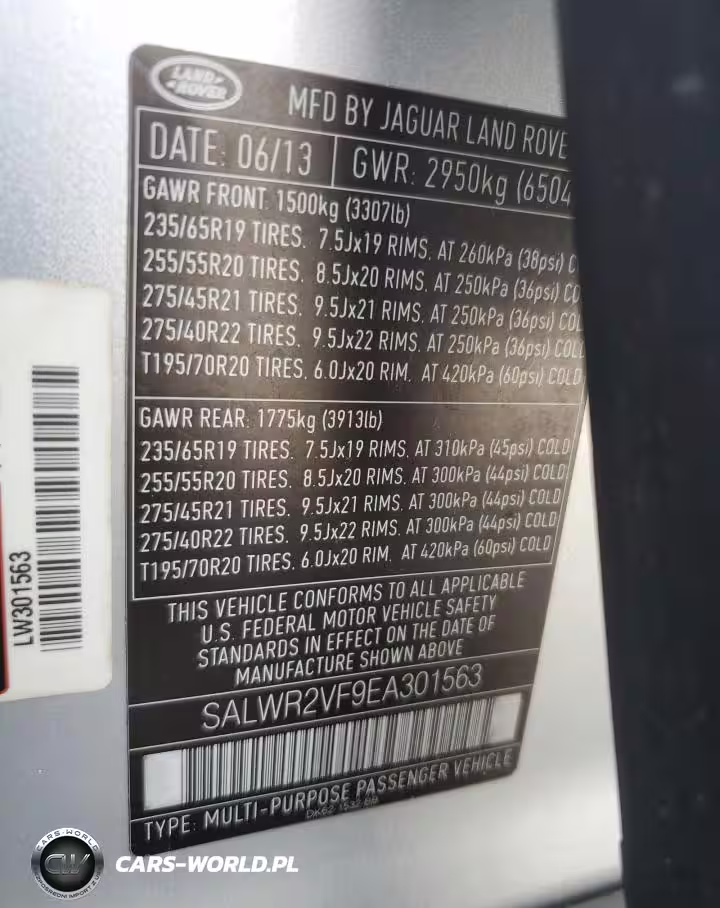 LAND
ROVER
MFD BY JAGUAR LAND ROVE
DATE: 06/13 GWR: 2950kg (6504
GAWR FRONT: 1500kg (3307lb)
235/65R19 TIRES. 7.5Jx19 RIMS. AT 260kPa (38psi) C
255/55R20 TIRES. 8.5Jx20 RIMS. AT 250kPa (36psi) CO
275/45R21 TIRES. 9.5Jx21 RIMS. AT 250kPa (36psi) COL
275/40R22 TIRES. 9.5Jx22 RIMS. AT 250kPa (36psi) COLD
T195/70R20 TIRES. 6.0Jx20 RIM. AT 420kPa (60psi) COLD
GAWR REAR: 1775kg (3913lb)
235/65R19 TIRES. 7.5Jx19 RIMS. AT 310kPa (45psi) COLD
255/55R20 TIRES. 8.5Jx20 RIMS. AT 300kPa (44psi) COLD
275/45R21 TIRES. 9.5Jx21 RIMS. AT 300kPa (44psi) COLD
275/40R22 TIRES. 9.5Jx22 RIMS. AT 300kPa (44psi) COLD
T195/70R20 TIRES. 6.0Jx20 RIM. AT 420kPa (60psi) COLD
THIS VEHICLE CONFORMS TO ALL APPLICABLE
U.S. FEDERAL MOTOR VEHICLE SAFETY
STANDARDS IN EFFECT ON THE DATE OF
MANUFACTURE SHOWN ABOVE
SALWR2VF9EA301563
TYPE: MULTI-PURPOSE PASSENGER VEHICLE
LW301563
CARS-WORLD
CW
CARS-WORLD.PL